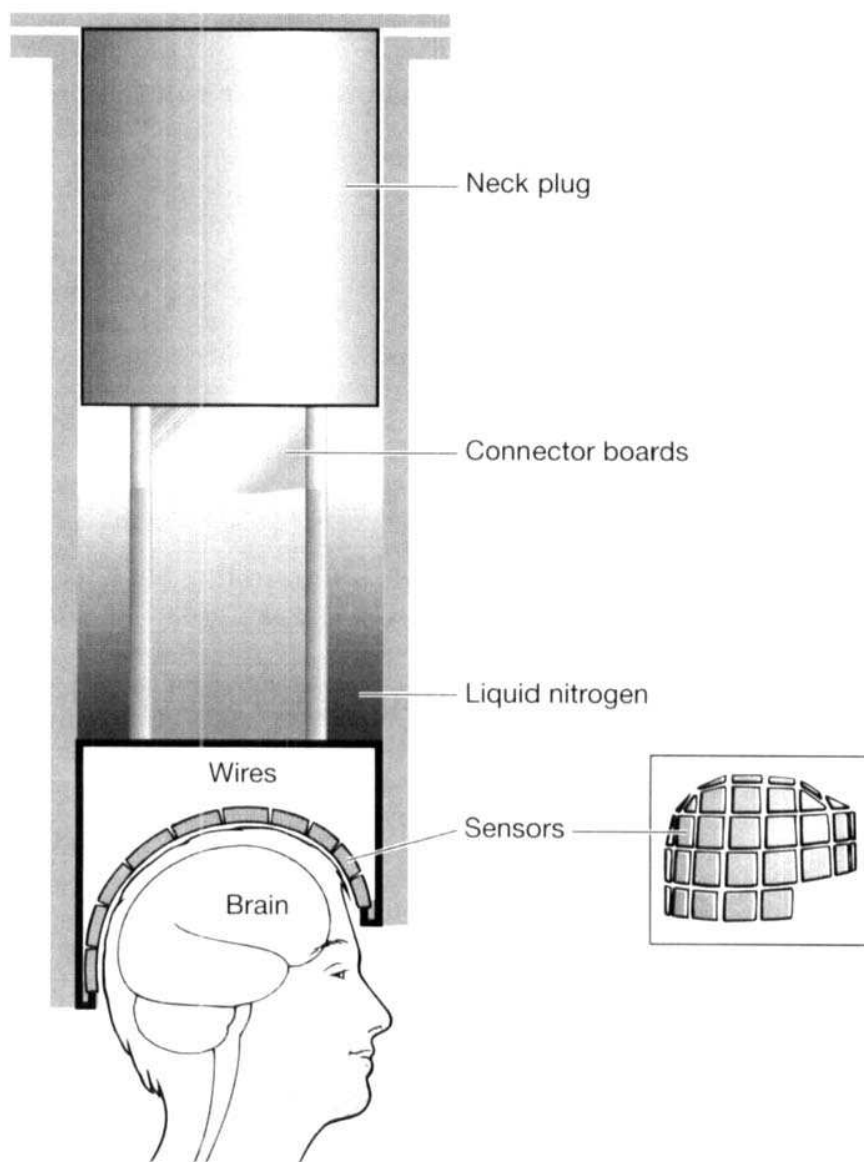 Neck plug
Connector boards
Liquid nitrogen
Wires
Sensors
Brain